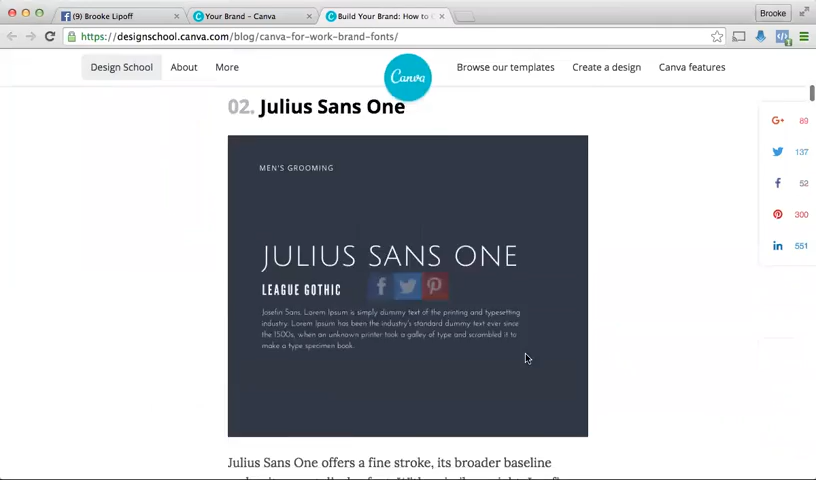 (9) Brooke Lipoff
Your Brand - Canva
Build Your Brand: How to
Brooke
https://designschool.canva.com/blog/canva-for-work-brand-fonts/
Design School
About
More
Canva
Browse our templates
Create a design
Canva features
02. Julius Sans One
89
137
52
300
551
MEN'S GROOMING
JULIUS SANS ONE
LEAGUE GOTHIC
Josefin Sans. Lorem Ipsum is simply dummy text of the printing and typesetting
industry. Lorem Ipsum has been the industry's standard dummy text ever since
the 1500s, when an unknown printer took a galley of type and scrambled it to
make a type specimen book.
Julius Sans One offers a fine stroke, its broader baseline